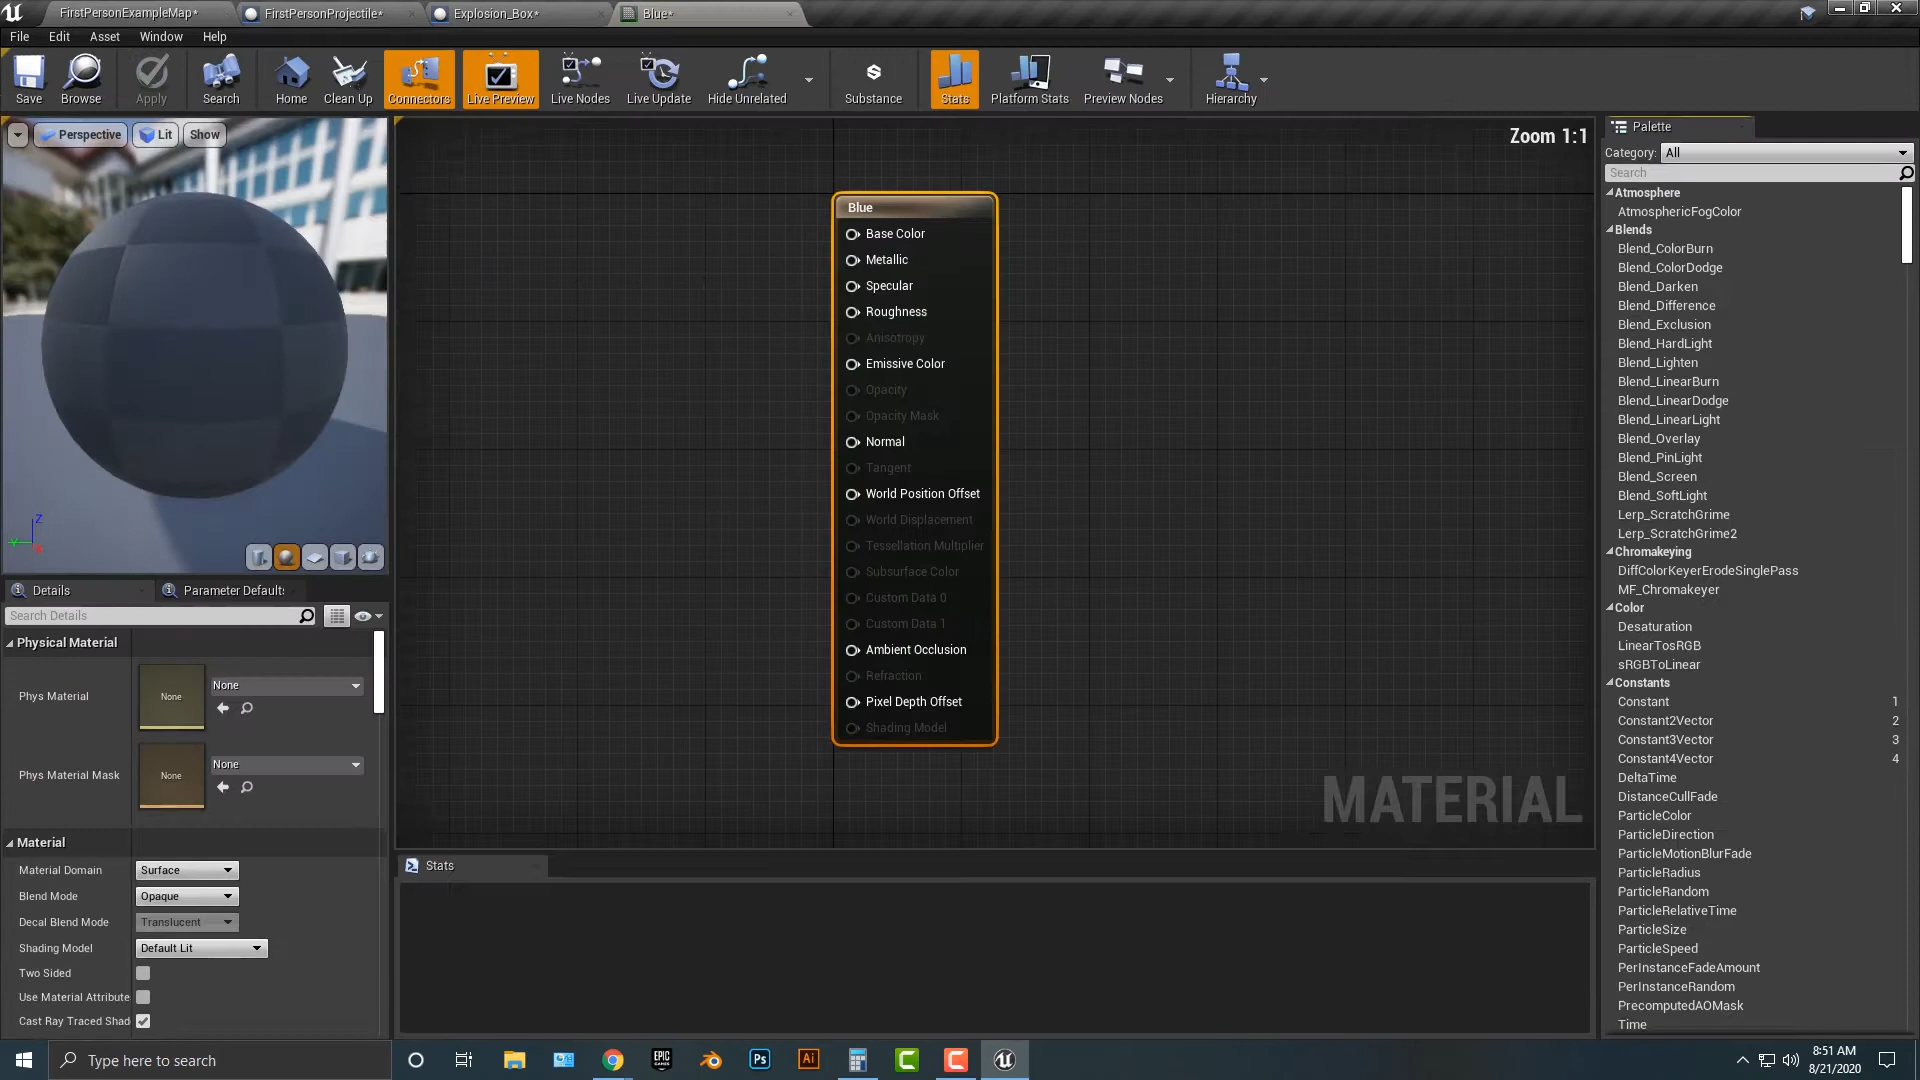 FirstPersonExampleMap*
FirstPersonProjectile*
Explosion_Box*
Blue*
File Edit Asset Window Help
Save
Browse
Apply
Search
Home
Clean Up
Connectors
Live Preview
Live Nodes
Live Update
Hide Unrelated
Substance
Stats
Platform Stats
Preview Nodes
Hierarchy
Perspective
Lit
Show
Z
Y
Zoom 1:1
Blue
Base Color
Metallic
Specular
Roughness
Anisotropy
Emissive Color
Opacity
Opacity Mask
Normal
Tangent
World Position Offset
World Displacement
Tessellation Multiplier
Subsurface Color
Custom Data 0
Custom Data 1
Ambient Occlusion
Refraction
Pixel Depth Offset
Shading Model
MATERIAL
Stats
Details
Parameter Default
Search Details
Physical Material
Phys Material
None
None
Phys Material Mask
None
None
Material
Material Domain
Surface
Blend Mode
Opaque
Decal Blend Mode
Translucent
Shading Model
Default Lit
Two Sided
Use Material Attribute
Cast Ray Traced Shad
Palette
Category:
All
Search
Atmosphere
AtmosphericFogColor
Blends
Blend_ColorBurn
Blend_ColorDodge
Blend_Darken
Blend_Difference
Blend_Exclusion
Blend_HardLight
Blend_Lighten
Blend_LinearBurn
Blend_LinearDodge
Blend_LinearLight
Blend_Overlay
Blend_PinLight
Blend_Screen
Blend_SoftLight
Lerp_ScratchGrime
Lerp_ScratchGrime2
Chromakeying
DiffColorKeyerErodeSinglePass
MF_Chromakeyer
Color
Desaturation
LinearTosRGB
sRGBToLinear
Constants
Constant 1
Constant2Vector 2
Constant3Vector 3
Constant4Vector 4
DeltaTime
DistanceCullFade
ParticleColor
ParticleDirection
ParticleMotionBlurFade
ParticleRadius
ParticleRandom
ParticleRelativeTime
ParticleSize
ParticleSpeed
PerInstanceFadeAmount
PerInstanceRandom
PrecomputedAOMask
Time
Type here to search
EPIC
GAMES
Ps
Ai
8:51 AM
8/21/2020